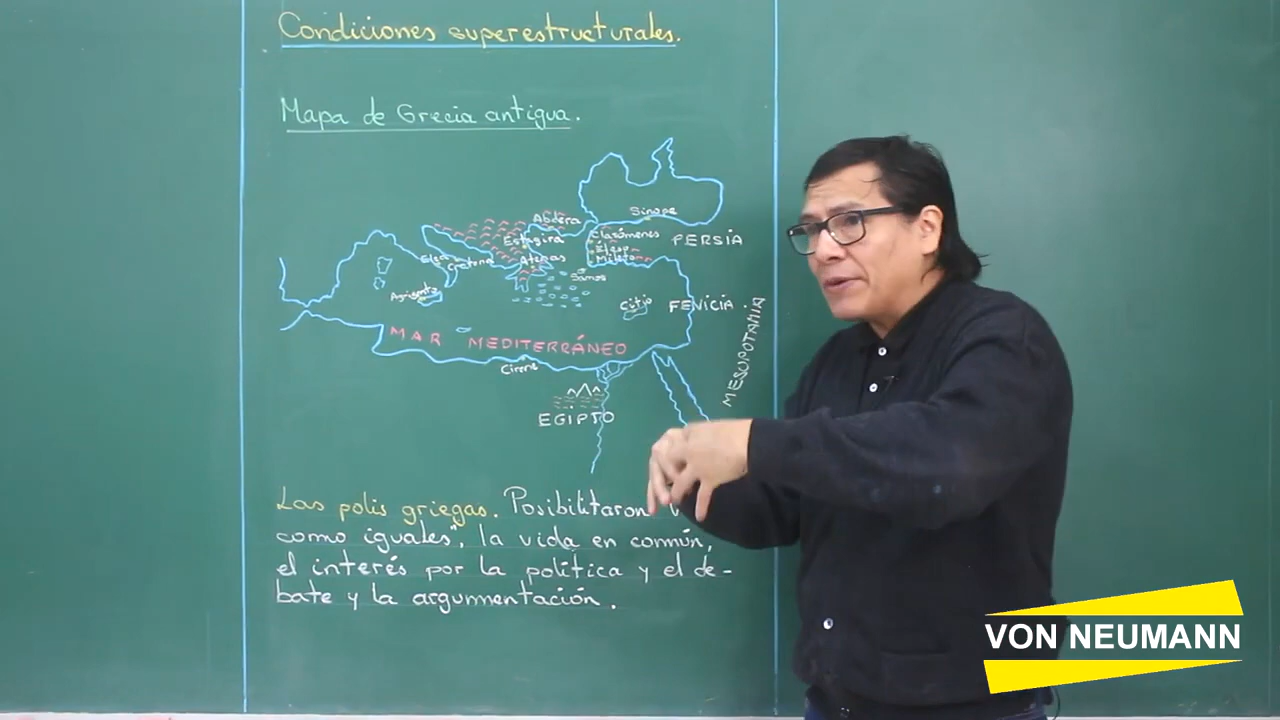 Condiciones superestructurales.
Mapa de Grecia antigua.
Sinope
Abdera
Clazómenes
PERSIA
Estagira
Éfeso
Elea
Crotona
Atenas
Mileto
Samos
Agrigento
Citio
FENICIA
MESOPOTAMIA
MAR MEDITERRÁNEO
Cirene
EGIPTO
Las polis griegas. Posibilitaron
como iguales", la vida en común,
el interés por la política y el de-
bate y la argumentación.
VON NEUMANN